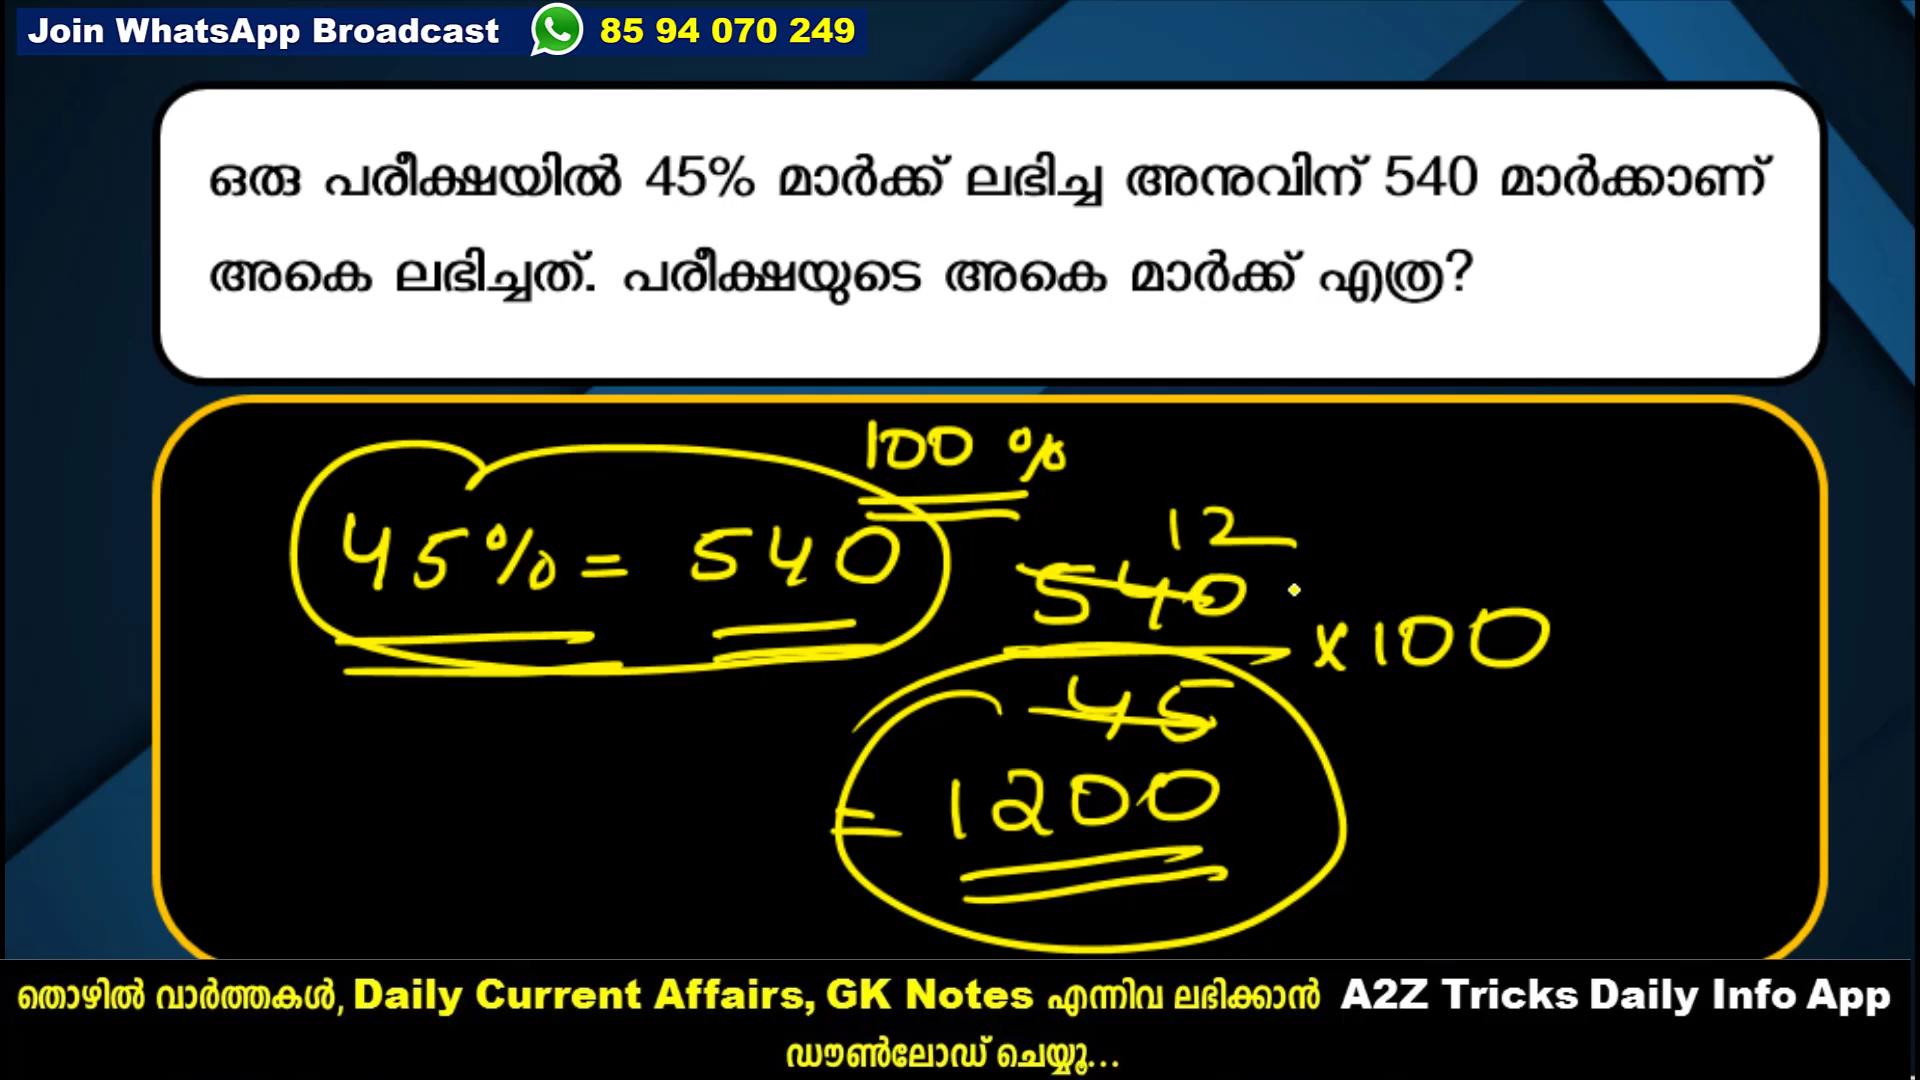 Join WhatsApp Broadcast 85 94 070 249
ഒരു പരീക്ഷയിൽ 45% മാർക്ക് ലഭിച്ച അനുവിന് 540 മാർക്കാണ്
അകെ ലഭിച്ചത്. പരീക്ഷയുടെ അകെ മാർക്ക് എത്ര?
100 %
45% = 540
12
540
× 100
45
= 1200
തൊഴിൽ വാർത്തകൾ, Daily Current Affairs, GK Notes എന്നിവ ലഭിക്കാൻ A2Z Tricks Daily Info App
ഡൗൺലോഡ് ചെയ്യൂ...